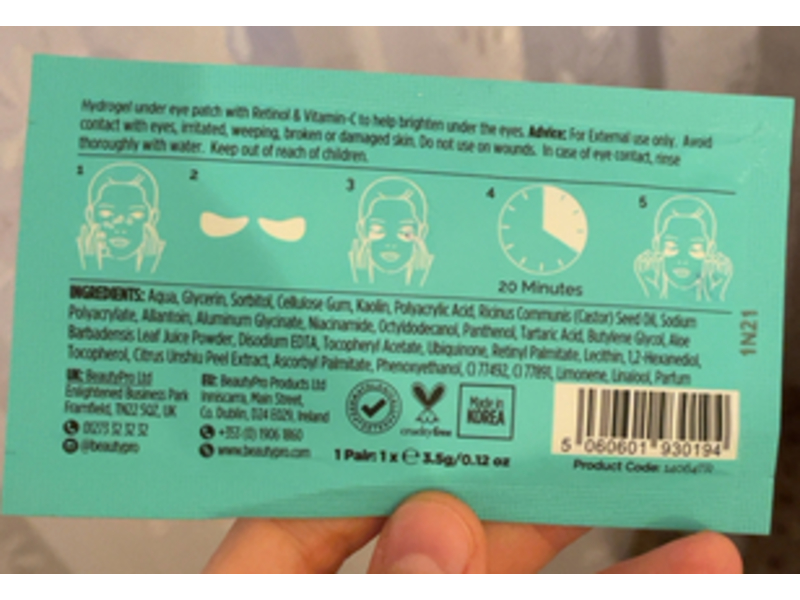 Hydrogel under eye patch with Retinol & Vitamin-C to help brighten under the eyes. Advice: For External use only. Avoid
contact with eyes, irritated, weeping, broken or damaged skin. Do not use on wounds. In case of eye contact, rinse
thoroughly with water. Keep out of reach of children.
1 2 3 4 5
20 Minutes
INGREDIENTS: Aqua, Glycerin, Sorbitol, Cellulose Gum, Kaolin, Polyacrylic Acid, Ricinus Communis (Castor) Seed Oil, Sodium
Polyacrylate, Allantoin, Aluminum Glycinate, Niacinamide, Octyldodecanol, Panthenol, Tartaric Acid, Butylene Glycol, Aloe
Barbadensis Leaf Juice Powder, Disodium EDTA, Tocopheryl Acetate, Ubiquinone, Retinyl Palmitate, Lecithin, 1,2-Hexanediol,
Tocopherol, Citrus Unshiu Peel Extract, Ascorbyl Palmitate, Phenoxyethanol, CI 77492, CI 77891, Limonene, Linalool, Parfum
1N21
UK: BeautyPro Ltd
Enlightened Business Park
Framfield, TN22 5QZ, UK
01273 32 32 32
@beautypro
EU: BeautyPro Products Ltd
Inniscarra, Main Street,
Co. Dublin, D24 E029, Ireland
+353 (0) 1906 1860
www.beautypro.com
crueltyfree
Made in
KOREA
1 Pair: 1 x ℮ 3.5g/0.12 oz
5 060601 930194
Product Code: